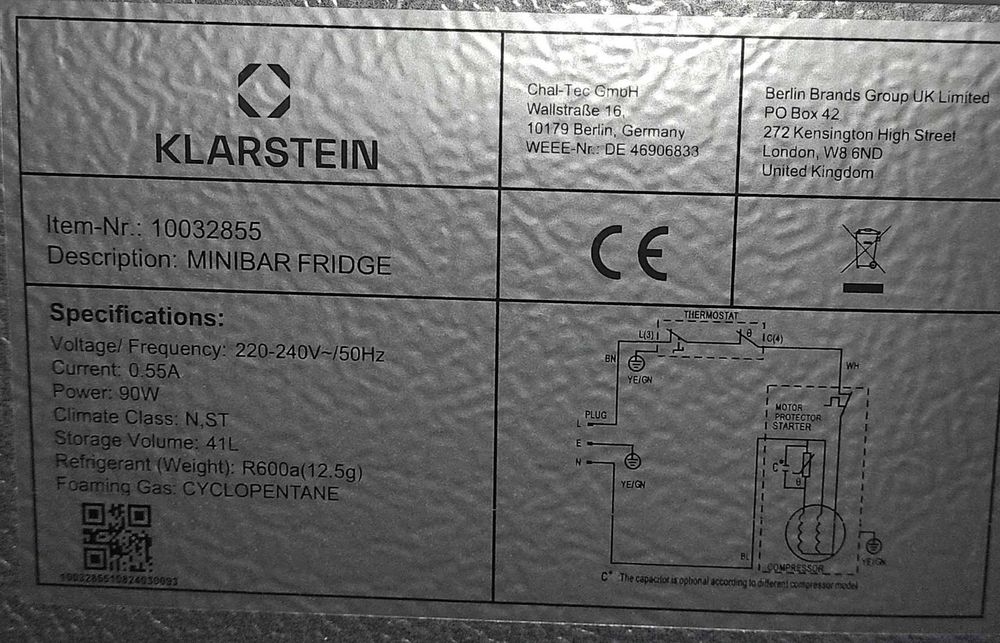 KLARSTEIN
Chal-Tec GmbH
Wallstraße 16,
10179 Berlin, Germany
WEEE-Nr.: DE 46906833
Berlin Brands Group UK Limited
PO Box 42
272 Kensington High Street
London, W8 6ND
United Kingdom
Item-Nr.: 10032855
Description: MINIBAR FRIDGE
CE
Specifications:
Voltage/ Frequency: 220-240V~/50Hz
Current: 0.55A
Power: 90W
Climate Class: N,ST
Storage Volume: 41L
Refrigerant (Weight): R600a(12.5g)
Foaming Gas: CYCLOPENTANE
1003285510824030093
THERMOSTAT
L(3)
θ
C(4)
BN
YE/GN
WH
PLUG
L
E
N
YE/GN
MOTOR
PROTECTOR
STARTER
C*
θ
BL
COMPRESSOR
YE/GN
C* :The capacitor is optional according to different compressor model